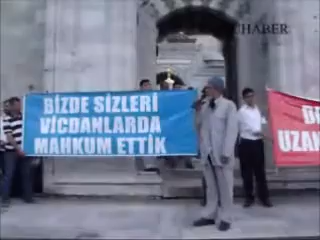 HABER
BİZDE SİZLERİ
VİCDANLARDA
MAHKUM ETTİK
UZAN